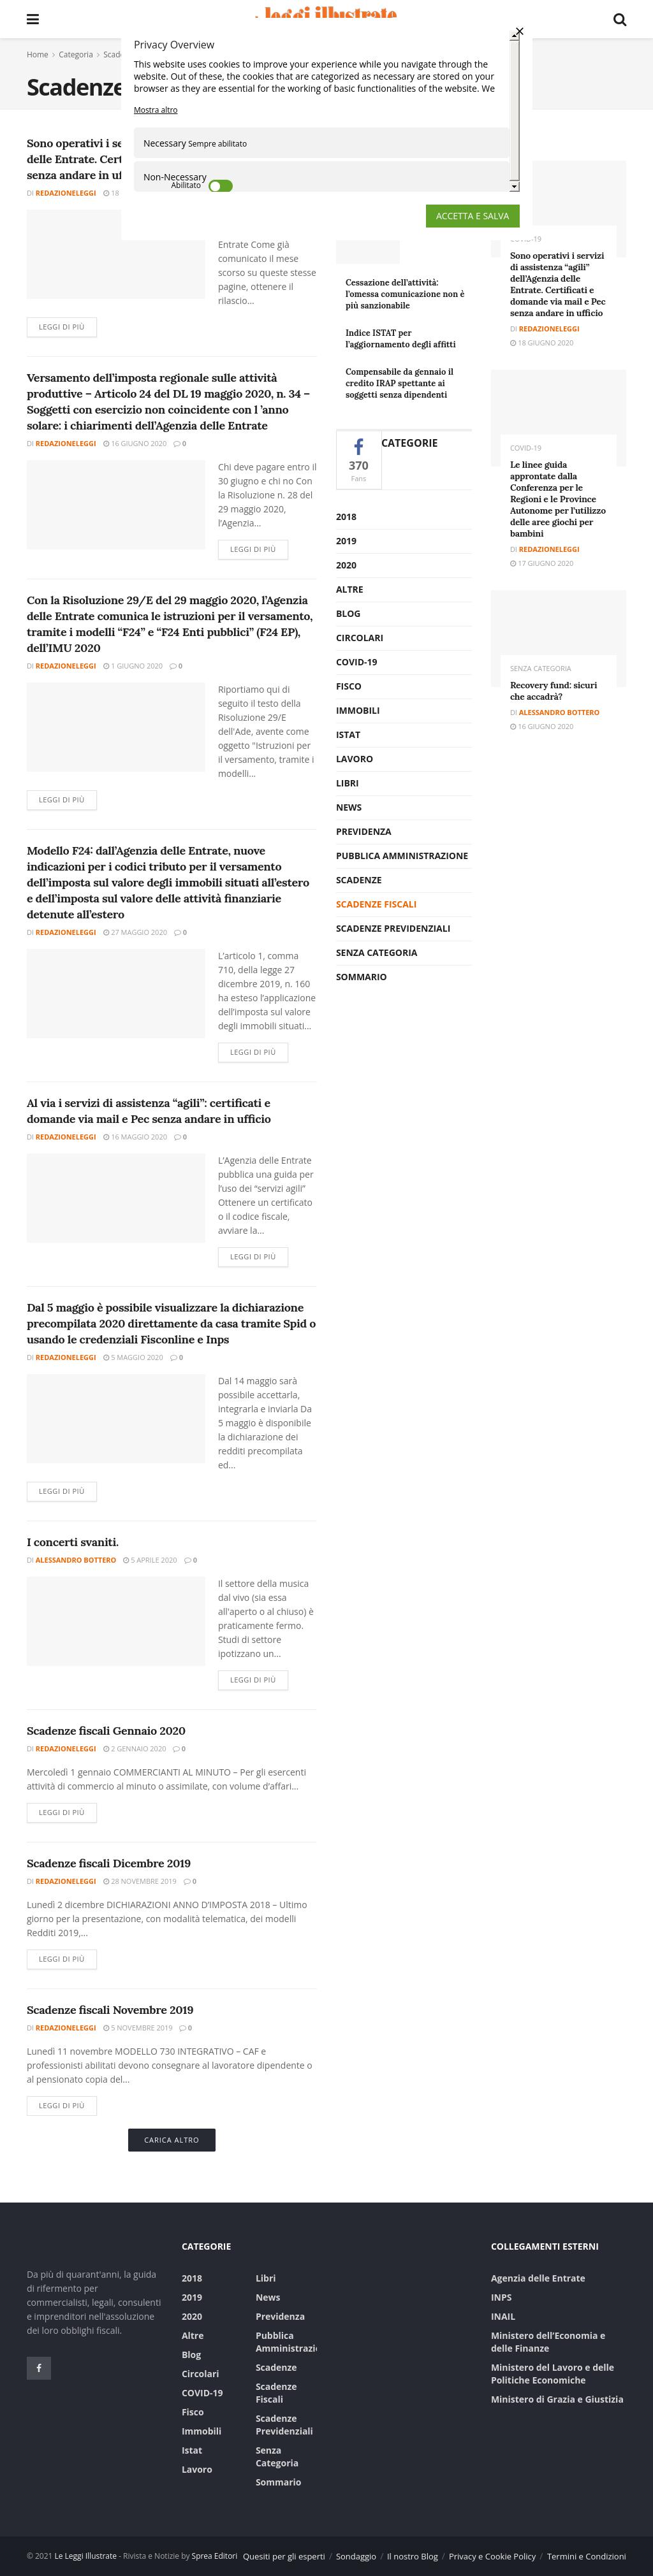 leggi illustrate
Home > Categoria >
Scadenze
Privacy Overview
This website uses cookies to improve your experience while you navigate through the
website. Out of these, the cookies that are categorized as necessary are stored on your
browser as they are essential for the working of basic functionalities of the website. We
Mostra altro
Necessary Sempre abilitato
Non-Necessary
Abilitato
ACCETTA E SALVA
Sono operativi i
delle Entrate.
senza andare in
DI REDAZIONELEGGI 18
Entrate Come già
comunicato il mese
scorso su queste stesse
pagine, ottenere il
rilascio...
LEGGI DI PIÙ
Versamento dell’imposta regionale sulle attività
produttive – Articolo 24 del DL 19 maggio 2020, n. 34 –
Soggetti con esercizio non coincidente con l ’anno
solare: i chiarimenti dell’Agenzia delle Entrate
DI REDAZIONELEGGI 16 GIUGNO 2020 0
Chi deve pagare entro il
30 giugno e chi no Con
la Risoluzione n. 28 del
29 maggio 2020,
l’Agenzia...
LEGGI DI PIÙ
Con la Risoluzione 29/E del 29 maggio 2020, l’Agenzia
delle Entrate comunica le istruzioni per il versamento,
tramite i modelli “F24” e “F24 Enti pubblici” (F24 EP),
dell’IMU 2020
DI REDAZIONELEGGI 1 GIUGNO 2020 0
Riportiamo qui di
seguito il testo della
Risoluzione 29/E
dell'Ade, avente come
oggetto "Istruzioni per
il versamento, tramite i
modelli...
LEGGI DI PIÙ
Modello F24: dall’Agenzia delle Entrate, nuove
indicazioni per i codici tributo per il versamento
dell’imposta sul valore degli immobili situati all’estero
e dell’imposta sul valore delle attività finanziarie
detenute all’estero
DI REDAZIONELEGGI 27 MAGGIO 2020 0
L’articolo 1, comma
710, della legge 27
dicembre 2019, n. 160
ha esteso l’applicazione
dell’imposta sul valore
degli immobili situati...
LEGGI DI PIÙ
Al via i servizi di assistenza “agili”: certificati e
domande via mail e Pec senza andare in ufficio
DI REDAZIONELEGGI 16 MAGGIO 2020 0
L’Agenzia delle Entrate
pubblica una guida per
l’uso dei “servizi agili”
Ottenere un certificato
o il codice fiscale,
avviare la...
LEGGI DI PIÙ
Dal 5 maggio è possibile visualizzare la dichiarazione
precompilata 2020 direttamente da casa tramite Spid o
usando le credenziali Fisconline e Inps
DI REDAZIONELEGGI 5 MAGGIO 2020 0
Dal 14 maggio sarà
possibile accettarla,
integrarla e inviarla Da
5 maggio è disponibile
la dichiarazione dei
redditi precompilata
ed...
LEGGI DI PIÙ
I concerti svaniti.
DI ALESSANDRO BOTTERO 5 APRILE 2020 0
Il settore della musica
dal vivo (sia essa
all'aperto o al chiuso) è
praticamente fermo.
Studi di settore
ipotizzano un...
LEGGI DI PIÙ
Scadenze fiscali Gennaio 2020
DI REDAZIONELEGGI 2 GENNAIO 2020 0
Mercoledì 1 gennaio COMMERCIANTI AL MINUTO – Per gli esercenti
attività di commercio al minuto o assimilate, con volume d’affari...
LEGGI DI PIÙ
Scadenze fiscali Dicembre 2019
DI REDAZIONELEGGI 28 NOVEMBRE 2019 0
Lunedì 2 dicembre DICHIARAZIONI ANNO D’IMPOSTA 2018 – Ultimo
giorno per la presentazione, con modalità telematica, dei modelli
Redditi 2019,...
LEGGI DI PIÙ
Scadenze fiscali Novembre 2019
DI REDAZIONELEGGI 5 NOVEMBRE 2019 0
Lunedì 11 novembre MODELLO 730 INTEGRATIVO – CAF e
professionisti abilitati devono consegnare al lavoratore dipendente o
al pensionato copia del...
LEGGI DI PIÙ
CARICA ALTRO
Cessazione dell’attività:
l’omessa comunicazione non è
più sanzionabile
Indice ISTAT per
l’aggiornamento degli affitti
Compensabile da gennaio il
credito IRAP spettante ai
soggetti senza dipendenti
370
Fans
CATEGORIE
2018
2019
2020
ALTRE
BLOG
CIRCOLARI
COVID-19
FISCO
IMMOBILI
ISTAT
LAVORO
LIBRI
NEWS
PREVIDENZA
PUBBLICA AMMINISTRAZIONE
SCADENZE
SCADENZE FISCALI
SCADENZE PREVIDENZIALI
SENZA CATEGORIA
SOMMARIO
COVID-19
Sono operativi i servizi
di assistenza “agili”
dell’Agenzia delle
Entrate. Certificati e
domande via mail e Pec
senza andare in ufficio
DI REDAZIONELEGGI
18 GIUGNO 2020
COVID-19
Le linee guida
approntate dalla
Conferenza per le
Regioni e le Province
Autonome per l’utilizzo
delle aree giochi per
bambini
DI REDAZIONELEGGI
17 GIUGNO 2020
SENZA CATEGORIA
Recovery fund: sicuri
che accadrà?
DI ALESSANDRO BOTTERO
16 GIUGNO 2020
Da più di quarant'anni, la guida
di riferimento per
commercialisti, legali, consulenti
e imprenditori nell'assoluzione
dei loro obblighi fiscali.
CATEGORIE
2018
2019
2020
Altre
Blog
Circolari
COVID-19
Fisco
Immobili
Istat
Lavoro
Libri
News
Previdenza
Pubblica
Amministrazio
Scadenze
Scadenze
Fiscali
Scadenze
Previdenziali
Senza
Categoria
Sommario
COLLEGAMENTI ESTERNI
Agenzia delle Entrate
INPS
INAIL
Ministero dell’Economia e
delle Finanze
Ministero del Lavoro e delle
Politiche Economiche
Ministero di Grazia e Giustizia
© 2021 Le Leggi Illustrate - Rivista e Notizie by Sprea Editori
Quesiti per gli esperti / Sondaggio / Il nostro Blog / Privacy e Cookie Policy / Termini e Condizioni